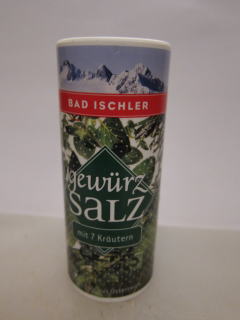 BAD ISCHLER
gewürz
SALZ
mit 7 Kräutern